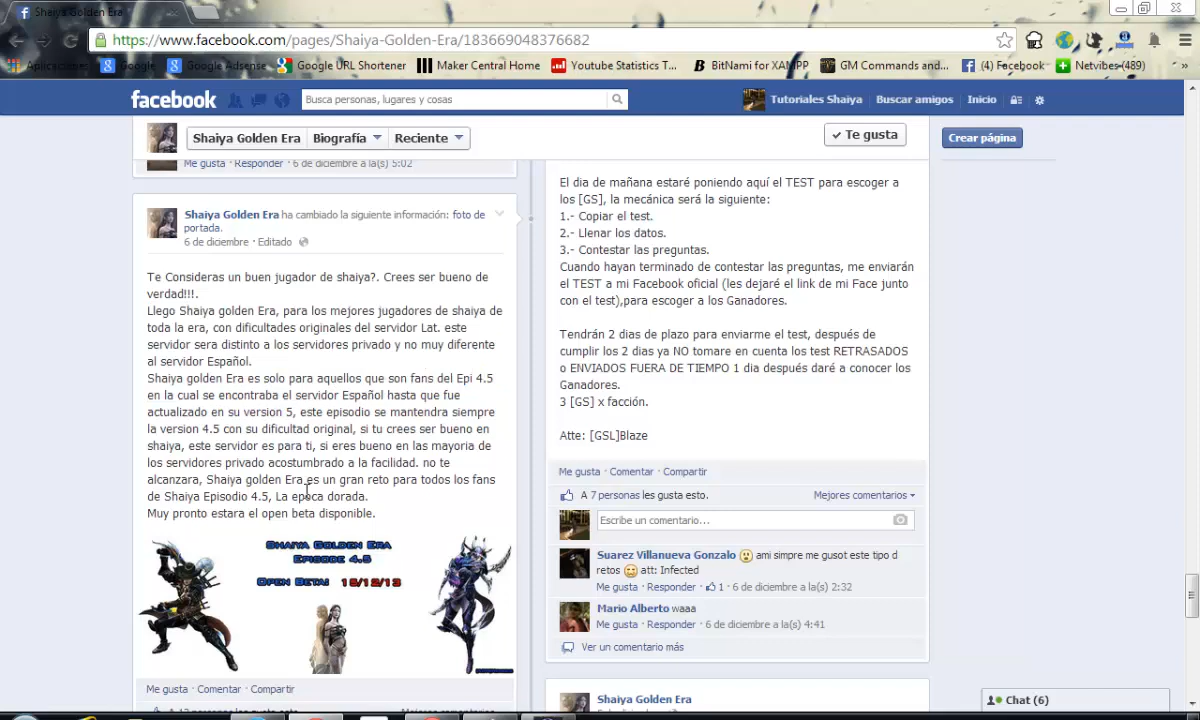 Shaiya Golden Era
https://www.facebook.com/pages/Shaiya-Golden-Era/183669048376682
Aplicaciones Google Google Adsense Google URL Shortener Maker Central Home Youtube Statistics T... BitNami for XAMPP GM Commands and... (4) Facebook Netvibes (489) »
facebook Busca personas, lugares y cosas Tutoriales Shaiya Buscar amigos Inicio
Shaiya Golden Era Biografía Reciente ✓ Te gusta Crear página
Me gusta · Responder · 6 de diciembre a la(s) 5:02
Shaiya Golden Era ha cambiado la siguiente información: foto de
portada.
6 de diciembre · Editado
Te Consideras un buen jugador de shaiya?. Crees ser bueno de
verdad!!!.
Llego Shaiya golden Era, para los mejores jugadores de shaiya de
toda la era, con dificultades originales del servidor Lat. este
servidor sera distinto a los servidores privado y no muy diferente
al servidor Español.
Shaiya golden Era es solo para aquellos que son fans del Epi 4.5
en la cual se encontraba el servidor Español hasta que fue
actualizado en su version 5, este episodio se mantendra siempre
la version 4.5 con su dificultad original, si tu crees ser bueno en
shaiya, este servidor es para ti, si eres bueno en las mayoria de
los servidores privado acostumbrado a la facilidad. no te
alcanzara, Shaiya golden Era es un gran reto para todos los fans
de Shaiya Episodio 4.5, La epoca dorada.
Muy pronto estara el open beta disponible.
Shaiya Golden Era
Episode 4.5
Open Beta: 15/12/13
Me gusta · Comentar · Compartir
A 12 personas les gusta esto. Mejores comentarios
El dia de mañana estaré poniendo aquí el TEST para escoger a
los [GS], la mecánica será la siguiente:
1.- Copiar el test.
2.- Llenar los datos.
3.- Contestar las preguntas.
Cuando hayan terminado de contestar las preguntas, me enviarán
el TEST a mi Facebook oficial (les dejaré el link de mi Face junto
con el test),para escoger a los Ganadores.
Tendrán 2 dias de plazo para enviarme el test, después de
cumplir los 2 dias ya NO tomare en cuenta los test RETRASADOS
o ENVIADOS FUERA DE TIEMPO 1 dia después daré a conocer los
Ganadores.
3 [GS] x facción.
Atte: [GSL]Blaze
Me gusta · Comentar · Compartir
A 7 personas les gusta esto. Mejores comentarios
Escribe un comentario...
Suarez Villanueva Gonzalo ami simpre me gusot este tipo d
retos att: Infected
Me gusta · Responder · 1 · 6 de diciembre a la(s) 2:32
Mario Alberto waaa
Me gusta · Responder · 6 de diciembre a la(s) 4:41
Ver un comentario más
Shaiya Golden Era
Chat (6)